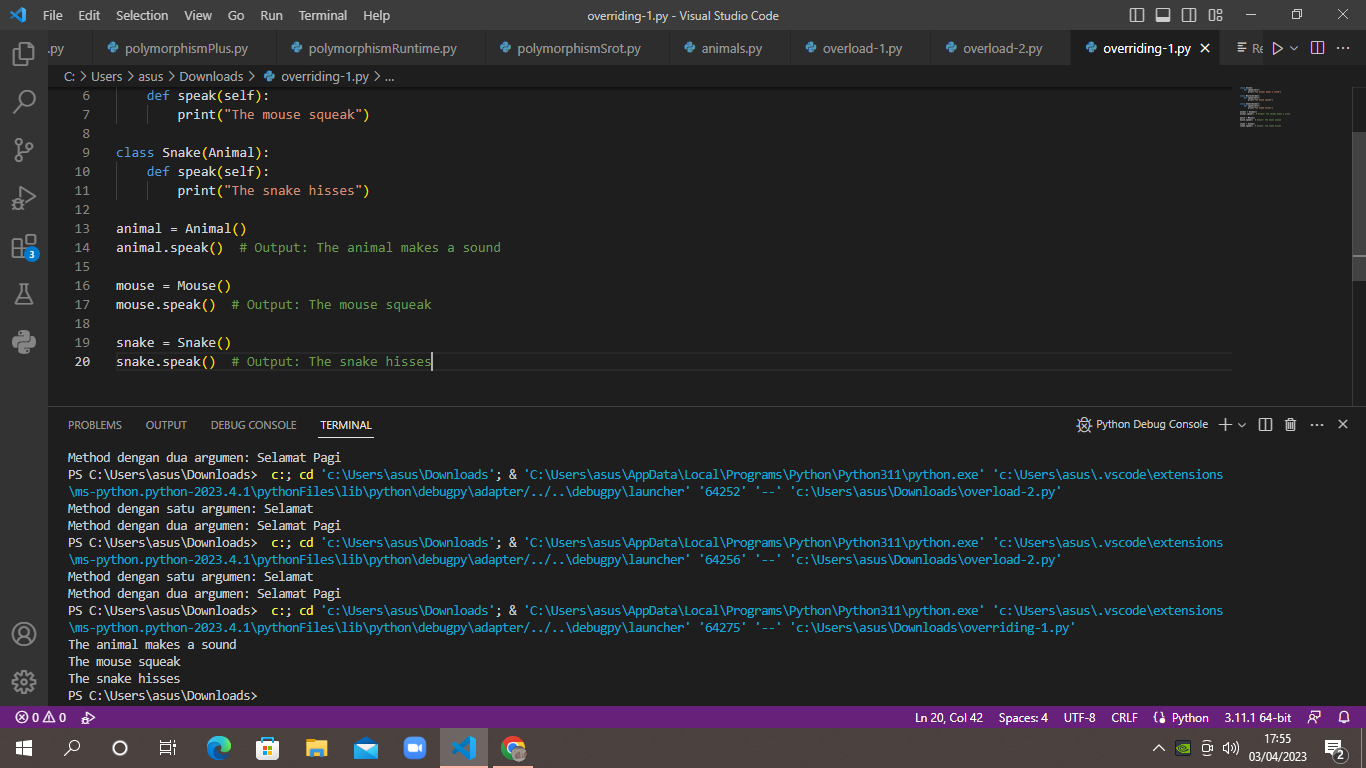 File Edit Selection View Go Run Terminal Help overriding-1.py - Visual Studio Code
.py polymorphismPlus.py polymorphismRuntime.py polymorphismSrot.py animals.py overload-1.py overload-2.py overriding-1.py Re
C: > Users > asus > Downloads > overriding-1.py > ...
6 def speak(self):
7 print("The mouse squeak")
8
9 class Snake(Animal):
10 def speak(self):
11 print("The snake hisses")
12
13 animal = Animal()
14 animal.speak()  # Output: The animal makes a sound
15
16 mouse = Mouse()
17 mouse.speak()  # Output: The mouse squeak
18
19 snake = Snake()
20 snake.speak()  # Output: The snake hisses
PROBLEMS OUTPUT DEBUG CONSOLE TERMINAL Python Debug Console
Method dengan dua argumen: Selamat Pagi
PS C:\Users\asus\Downloads>  c:; cd 'c:\Users\asus\Downloads'; & 'C:\Users\asus\AppData\Local\Programs\Python\Python311\python.exe' 'c:\Users\asus\.vscode\extensions
\ms-python.python-2023.4.1\pythonFiles\lib\python\debugpy\adapter/../..\debugpy\launcher' '64252' '--' 'c:\Users\asus\Downloads\overload-2.py'
Method dengan satu argumen: Selamat
Method dengan dua argumen: Selamat Pagi
PS C:\Users\asus\Downloads>  c:; cd 'c:\Users\asus\Downloads'; & 'C:\Users\asus\AppData\Local\Programs\Python\Python311\python.exe' 'c:\Users\asus\.vscode\extensions
\ms-python.python-2023.4.1\pythonFiles\lib\python\debugpy\adapter/../..\debugpy\launcher' '64256' '--' 'c:\Users\asus\Downloads\overload-2.py'
Method dengan satu argumen: Selamat
Method dengan dua argumen: Selamat Pagi
PS C:\Users\asus\Downloads>  c:; cd 'c:\Users\asus\Downloads'; & 'C:\Users\asus\AppData\Local\Programs\Python\Python311\python.exe' 'c:\Users\asus\.vscode\extensions
\ms-python.python-2023.4.1\pythonFiles\lib\python\debugpy\adapter/../..\debugpy\launcher' '64275' '--' 'c:\Users\asus\Downloads\overriding-1.py'
The animal makes a sound
The mouse squeak
The snake hisses
PS C:\Users\asus\Downloads>
3
0 0 Ln 20, Col 42 Spaces: 4 UTF-8 CRLF Python 3.11.1 64-bit
17:55
03/04/2023
2